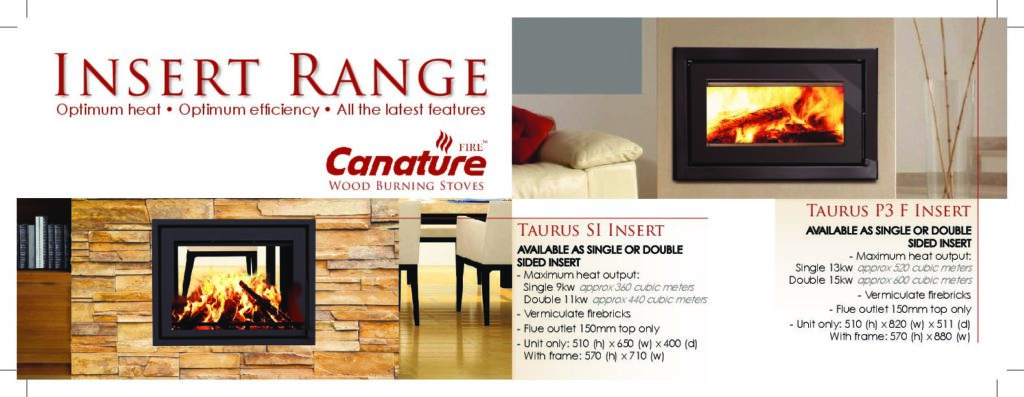 INSERT RANGE
Optimum heat • Optimum efficiency • All the latest features
FIRE™
Canature
WOOD BURNING STOVES
TAURUS SI INSERT
AVAILABLE AS SINGLE OR DOUBLE
SIDED INSERT
- Maximum heat output:
Single 9kw approx 360 cubic meters
Double 11kw approx 440 cubic meters
- Vermiculate firebricks
- Flue outlet 150mm top only
- Unit only: 510 (h) x 650 (w) x 400 (d)
With frame: 570 (h) x 710 (w)
TAURUS P3 F INSERT
AVAILABLE AS SINGLE OR DOUBLE
SIDED INSERT
- Maximum heat output:
Single 13kw approx 520 cubic meters
Double 15kw approx 600 cubic meters
- Vermiculate firebricks
- Flue outlet 150mm top only
- Unit only: 510 (h) x 820 (w) x 511 (d)
With frame: 570 (h) x 880 (w)